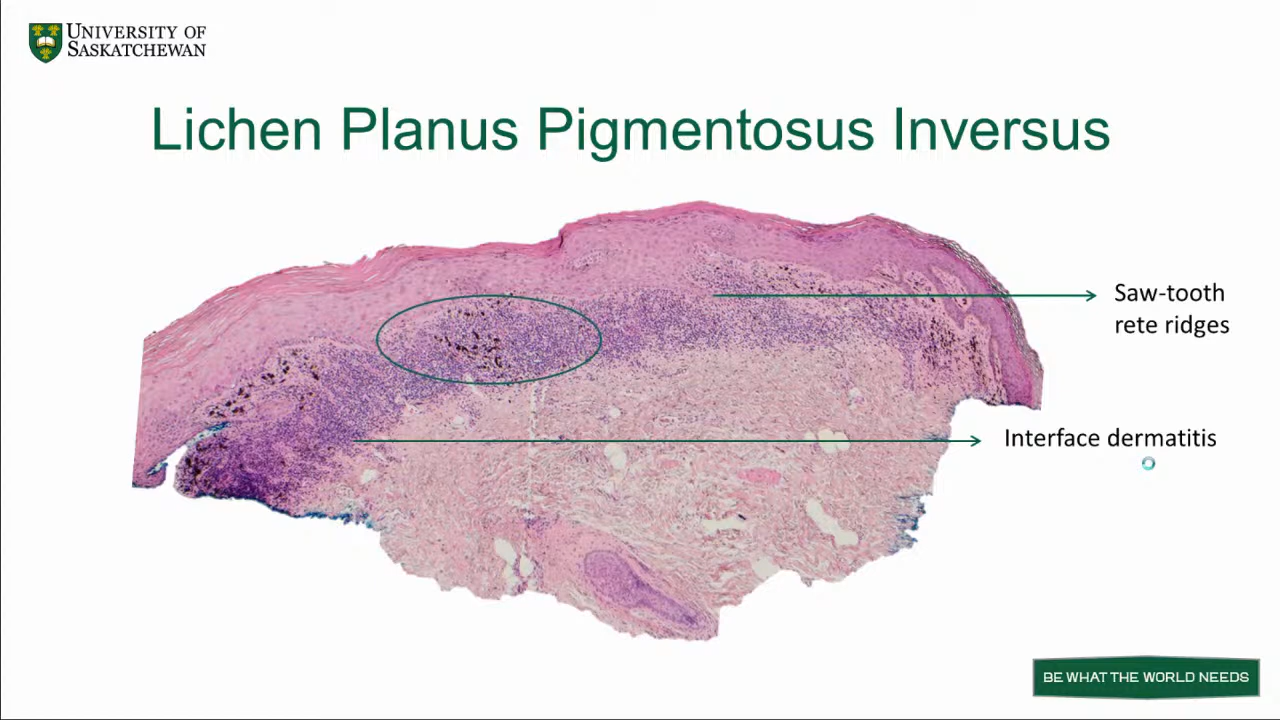 UNIVERSITY OF
SASKATCHEWAN
Lichen Planus Pigmentosus Inversus
Saw-tooth
rete ridges
Interface dermatitis
BE WHAT THE WORLD NEEDS